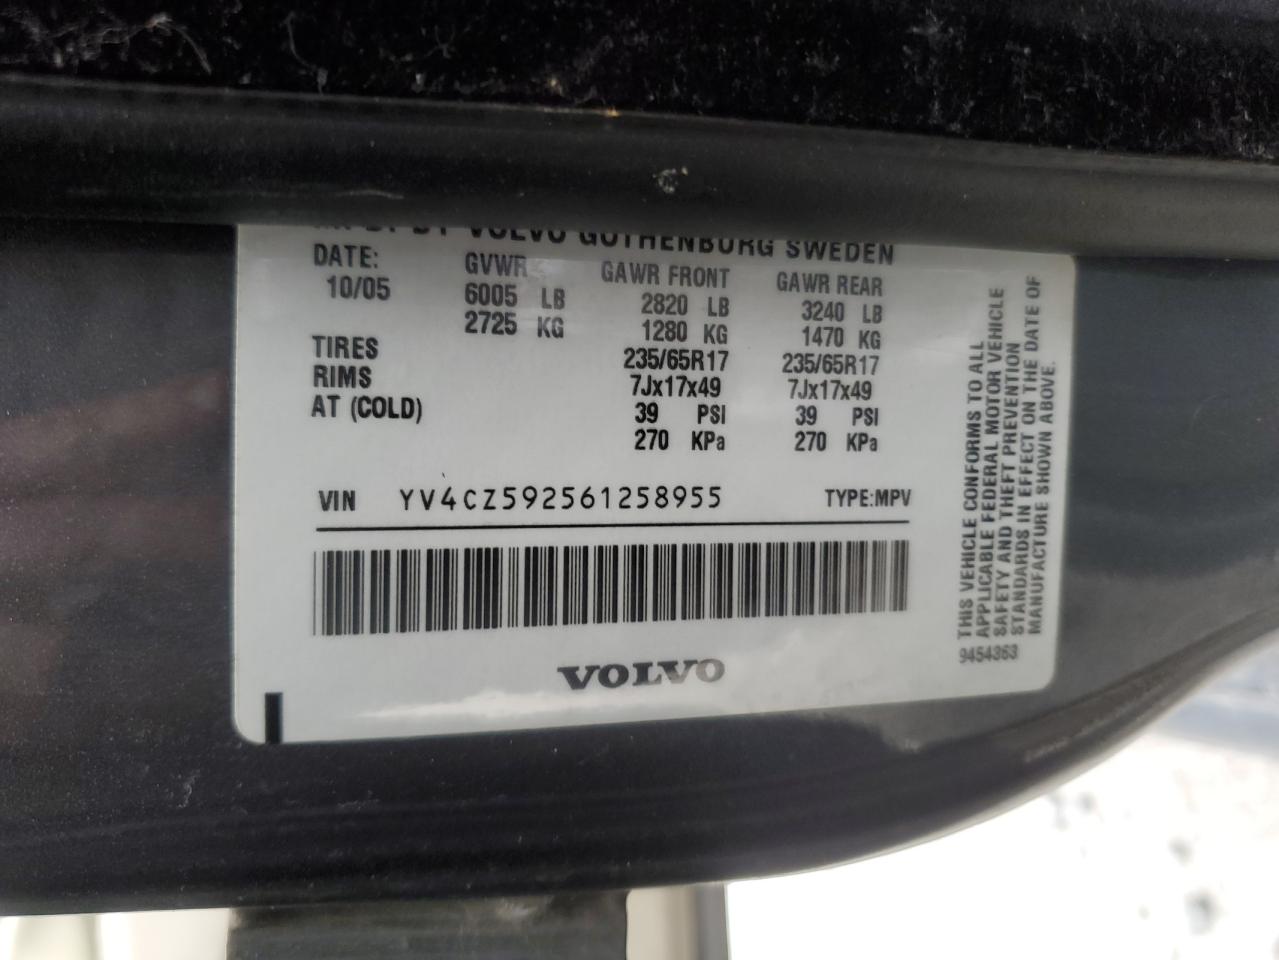 MF'D. BY VOLVO GOTHENBURG SWEDEN
DATE: GVWR GAWR FRONT GAWR REAR
10/05 6005 LB 2820 LB 3240 LB
2725 KG 1280 KG 1470 KG
TIRES 235/65R17 235/65R17
RIMS 7Jx17x49 7Jx17x49
AT (COLD) 39 PSI 39 PSI
270 KPa 270 KPa
VIN YV4CZ592561258955 TYPE:MPV
VOLVO
THIS VEHICLE CONFORMS TO ALL
APPLICABLE FEDERAL MOTOR VEHICLE
SAFETY AND THEFT PREVENTION
STANDARDS IN EFFECT ON THE DATE OF
MANUFACTURE SHOWN ABOVE.
9454363